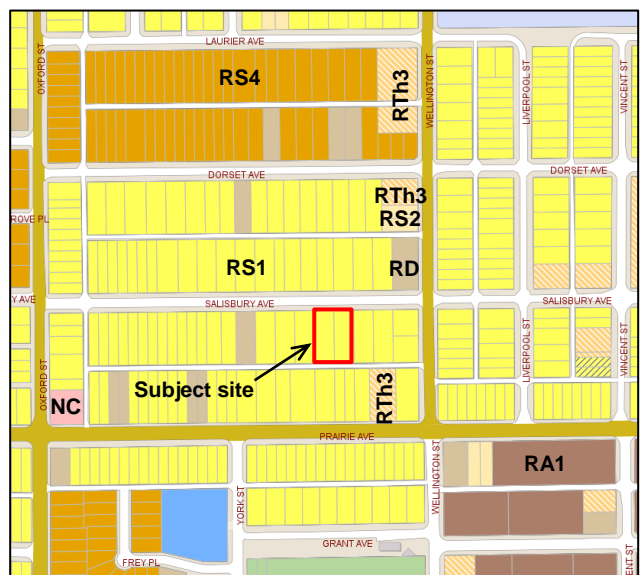 LAURIER AVE
OXFORD ST
RS4
RTh3
WELLINGTON ST
LIVERPOOL ST
VINCENT ST
DORSET AVE
DORSET AVE
ROVE PL
RTh3
RS2
RS1
RD
Y AVE
SALISBURY AVE
SALISBURY AVE
OXFORD ST
Subject site
LIVERPOOL ST
VINCENT ST
NC
RTh3
PRAIRIE AVE
YORK ST
WELLINGTON ST
RA1
GRANT AVE
FREY PL
ENT ST